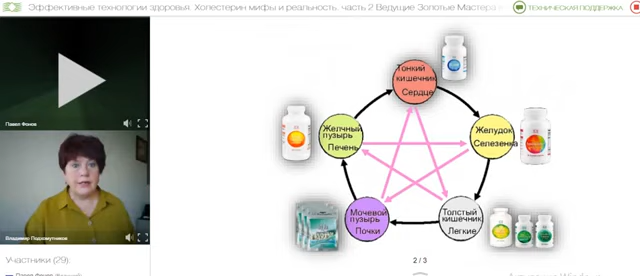 Эффективные технологии здоровья. Холестерин мифы и реальность. часть 2 Ведущие Золотые Мастера
ТЕХНИЧЕСКАЯ ПОДДЕРЖКА
Тонкий
кишечник
Сердце
Желчный
пузырь
Печень
Желудок
Селезенка
Мочевой
пузырь
Почки
Толстый
кишечник
Легкие
Павел Фонов
Владимир Подхомутников
Участники (29)
2 / 3